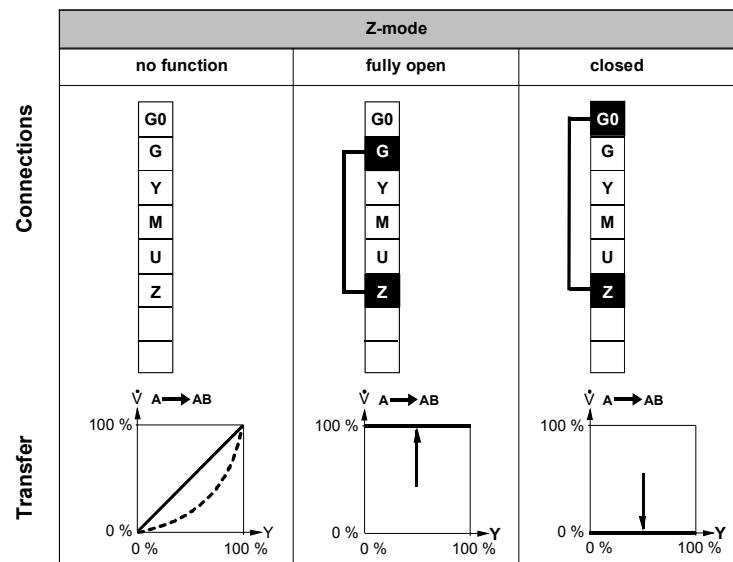 Z-mode
no function fully open closed
Connections
G0 G0 G0
G G G
Y Y Y
M M M
U U U
Z Z Z
V̇ A AB V̇ A AB V̇ A AB
Transfer
100 % 100 % 100 %
0 % Y 0 % Y 0 % Y
0 % 100 % 0 % 100 % 0 % 100 %